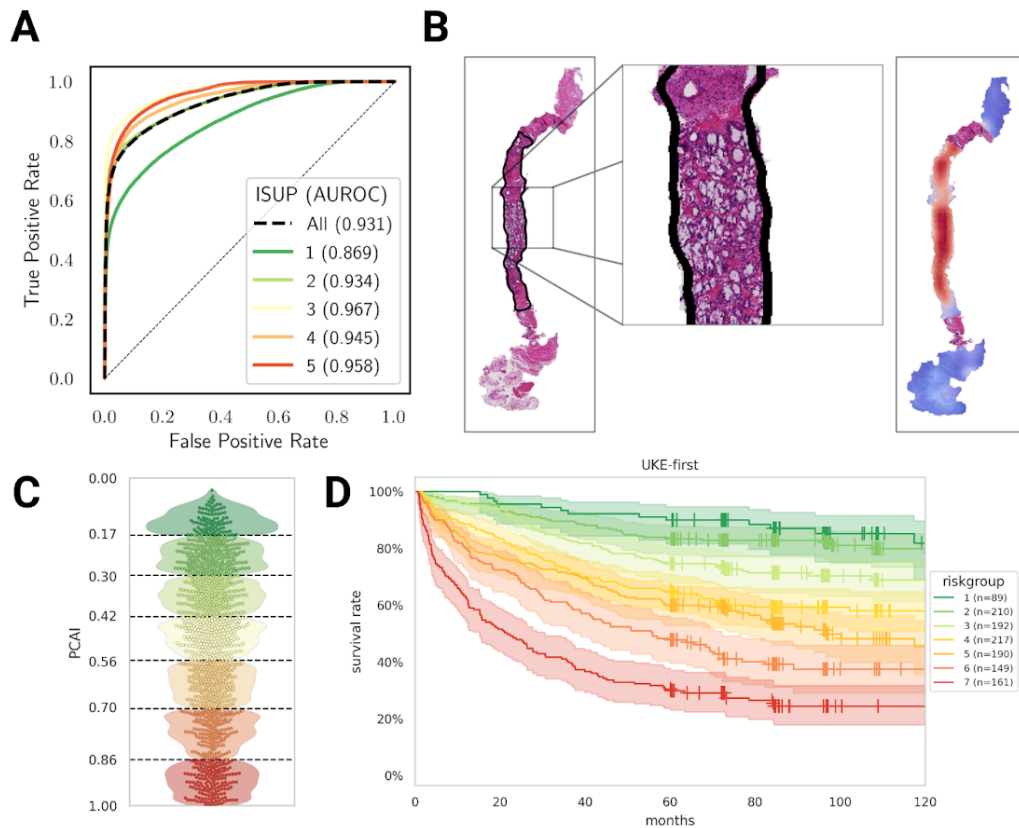 A
1.0
0.8
0.6
0.4
0.2
0.0
True Positive Rate
0.0
0.2
0.4
0.6
0.8
1.0
False Positive Rate
ISUP (AUROC)
All (0.931)
1 (0.869)
2 (0.934)
3 (0.967)
4 (0.945)
5 (0.958)
B
C
0.00
0.17
0.30
0.42
0.56
0.70
0.86
1.00
PCAI
D
UKE-first
100%
80%
60%
40%
20%
0%
survival rate
0
20
40
60
80
100
120
months
riskgroup
1 (n=89)
2 (n=210)
3 (n=192)
4 (n=217)
5 (n=190)
6 (n=149)
7 (n=161)